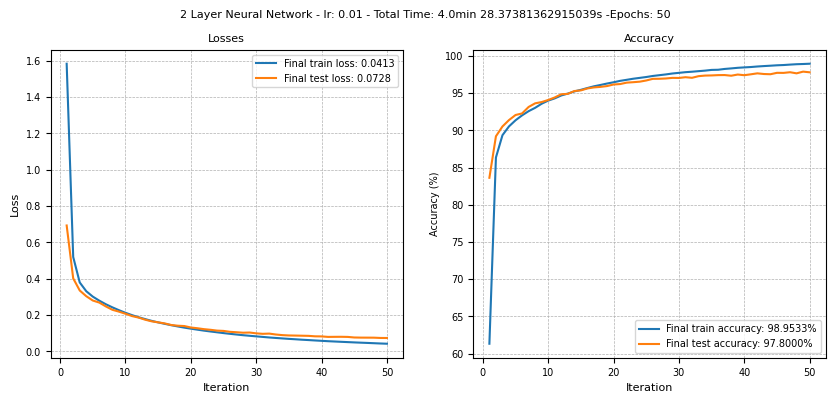 2 Layer Neural Network - lr: 0.01 - Total Time: 4.0min 28.37381362915039s -Epochs: 50
Losses
Final train loss: 0.0413
Final test loss: 0.0728
1.6
1.4
1.2
1.0
0.8
0.6
0.4
0.2
0.0
Loss
0
10
20
30
40
50
Iteration
Accuracy
100
95
90
85
80
75
70
65
60
Accuracy (%)
Final train accuracy: 98.9533%
Final test accuracy: 97.8000%
0
10
20
30
40
50
Iteration